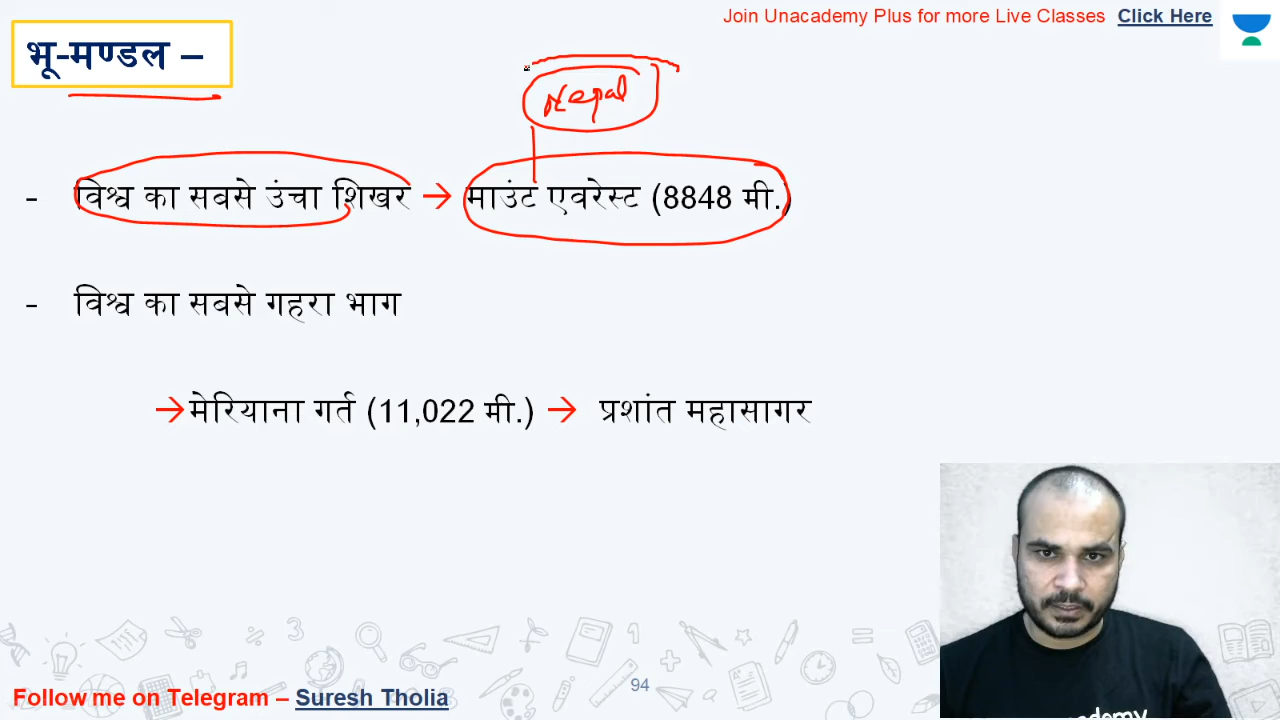 Join Unacademy Plus for more Live Classes Click Here
भू-मण्डल –
Nepal
- विश्व का सबसे उंचा शिखर → माउंट एवरेस्ट (8848 मी.)
- विश्व का सबसे गहरा भाग
→मेरियाना गर्त (11,022 मी.) → प्रशांत महासागर
94
Follow me on Telegram – Suresh Tholia